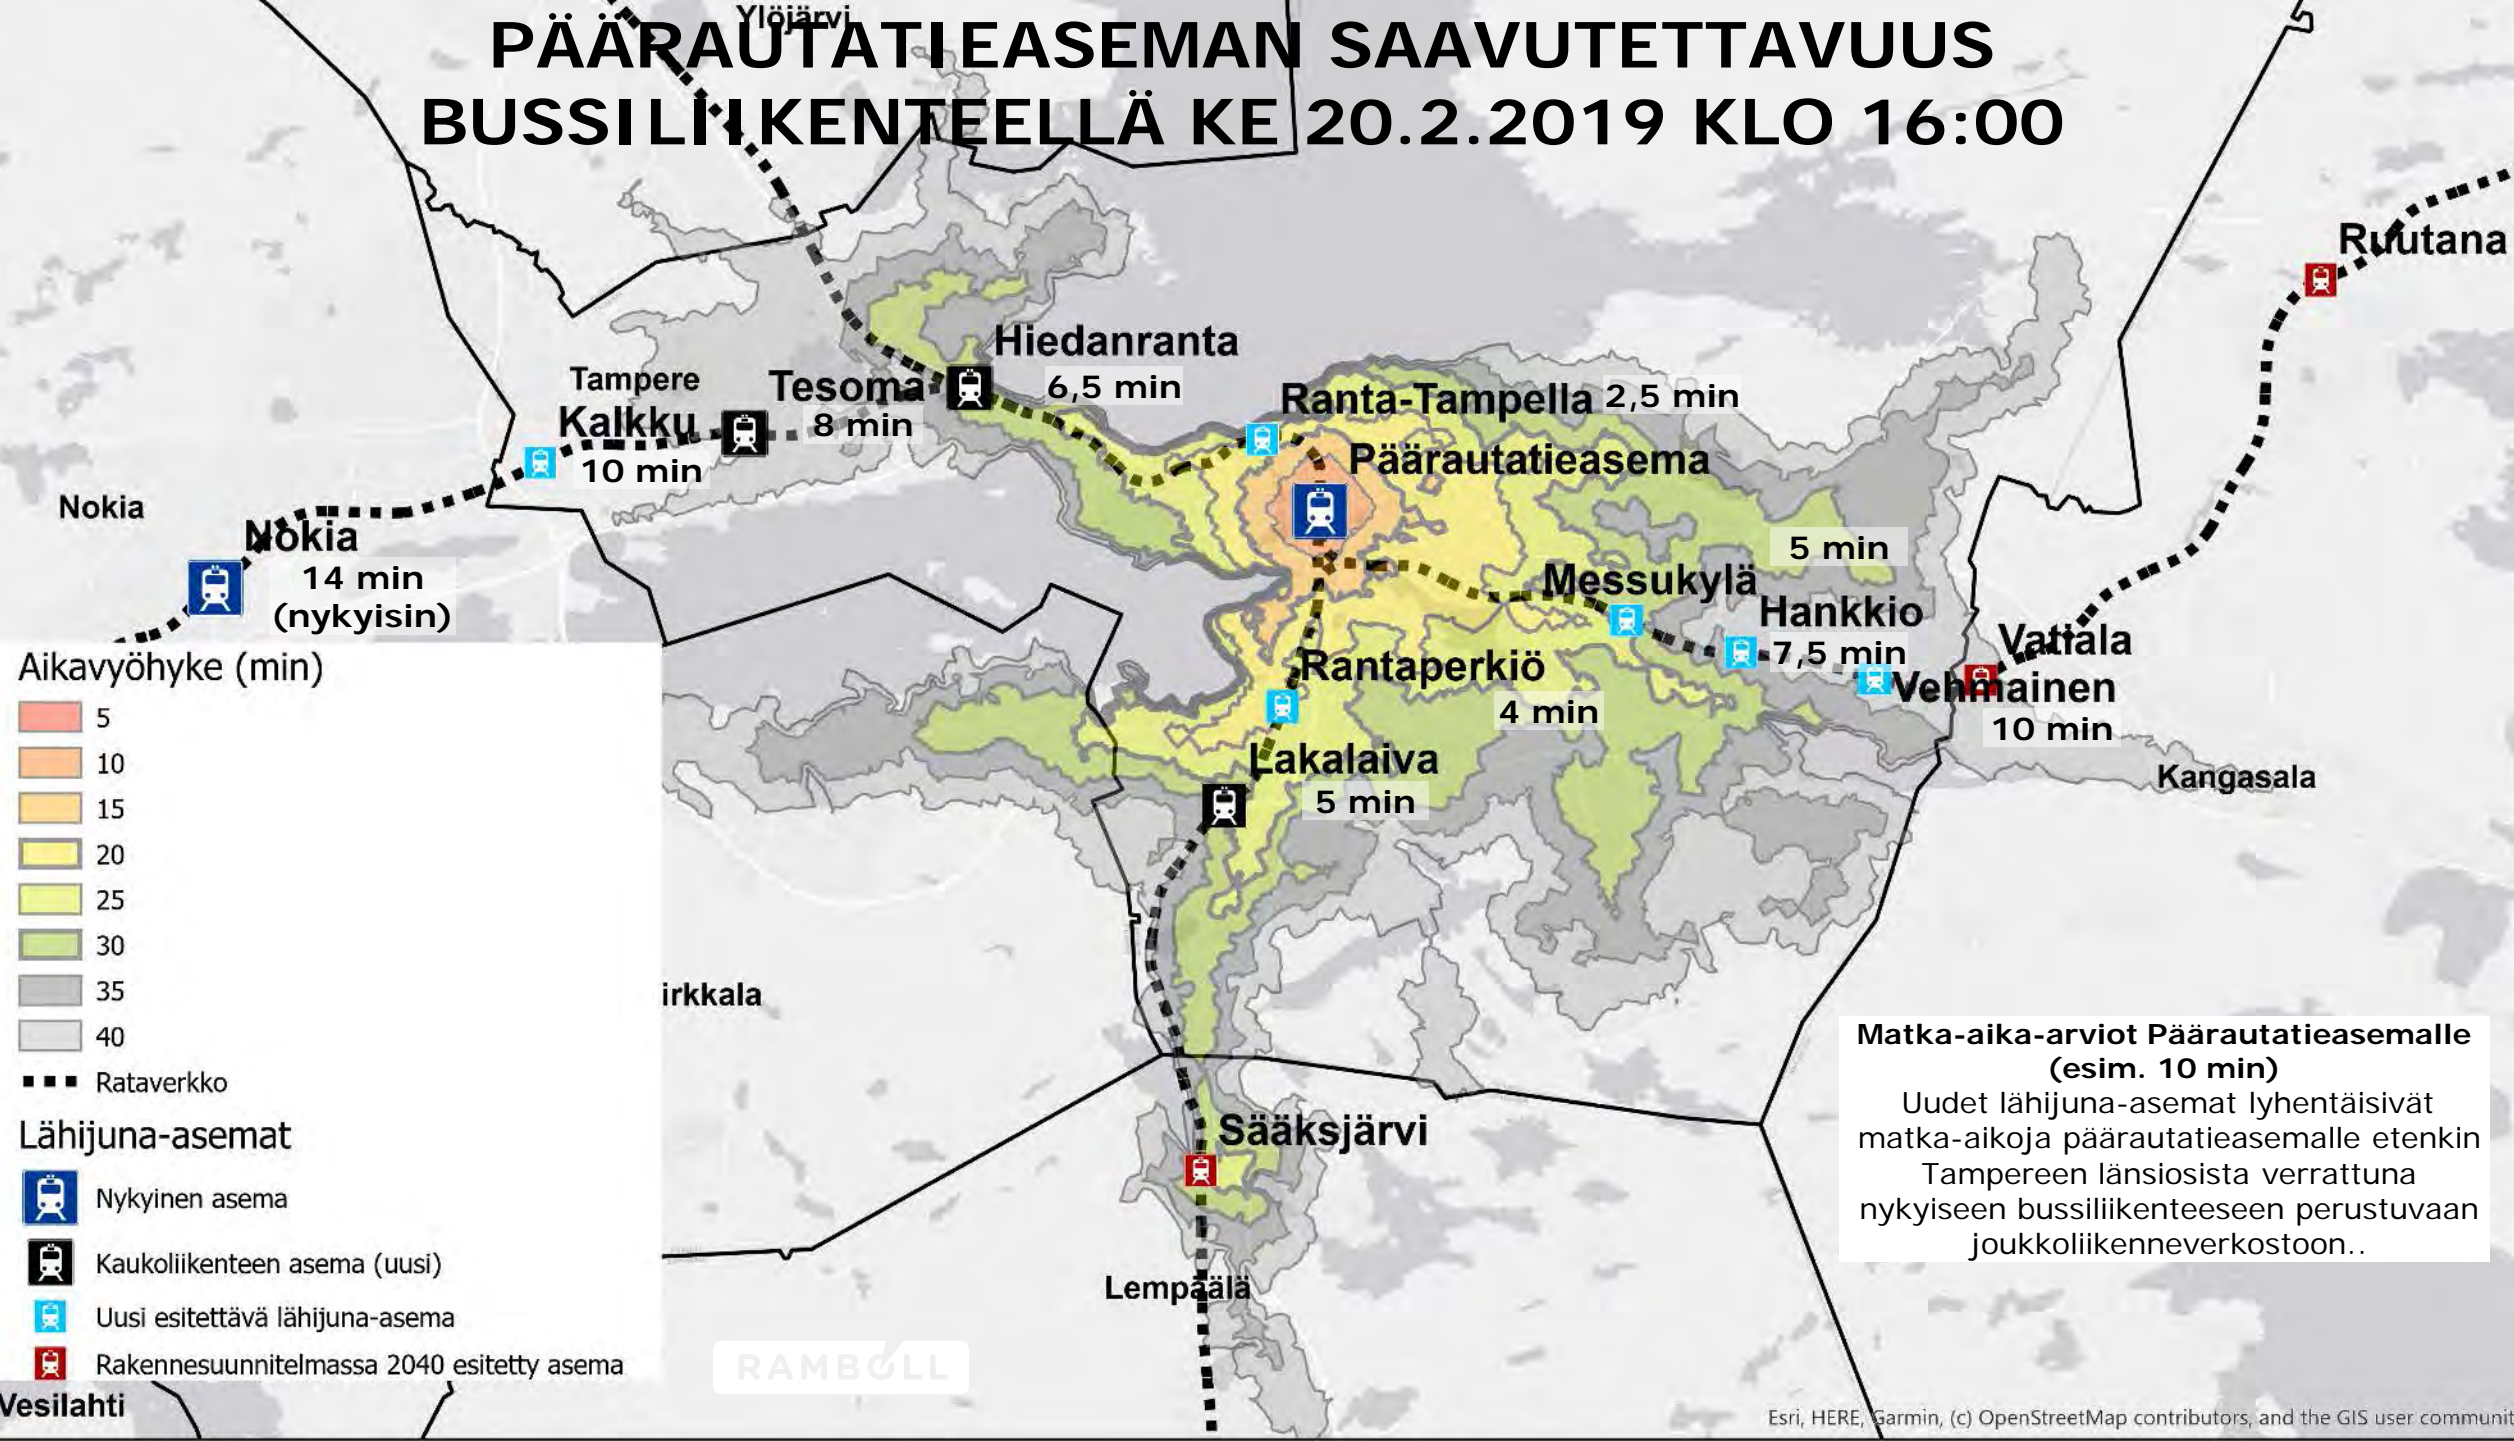 PÄÄRAUTATIEASEMAN SAAVUTETTAVUUS
BUSSILIIKENTEELLÄ KE 20.2.2019 KLO 16:00
Ylöjärvi
Ruutana
Hiedanranta
6,5 min
Tampere
Kalkku
10 min
Tesoma
8 min
Ranta-Tampella 2,5 min
Päärautatieasema
Nokia
Nokia
14 min
(nykyisin)
5 min
Messukylä
Hankkio
7,5 min
Vatiala
Vehmainen
10 min
Rantaperkiö
4 min
Lakalaiva
5 min
Kangasala
irkkala
Sääksjärvi
Lempäälä
Vesilahti
Aikavyöhyke (min)
5
10
15
20
25
30
35
40
Rataverkko
Lähijuna-asemat
Nykyinen asema
Kaukoliikenteen asema (uusi)
Uusi esitettävä lähijuna-asema
Rakennesuunnitelmassa 2040 esitetty asema
Matka-aika-arviot Päärautatieasemalle
(esim. 10 min)
Uudet lähijuna-asemat lyhentäisivät
matka-aikoja päärautatieasemalle etenkin
Tampereen länsiosista verrattuna
nykyiseen bussiliikenteeseen perustuvaan
joukkoliikenneverkostoon..
RAMBOLL
Esri, HERE, Garmin, (c) OpenStreetMap contributors, and the GIS user communit